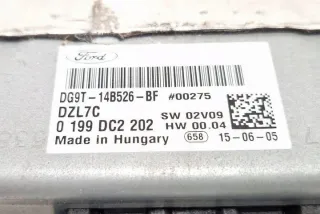 Ford
DG9T-14B526-BF #00275
DZL7C SW 02V09
0 199 DC2 202 HW 00.04
Made in Hungary 658 15-06-05